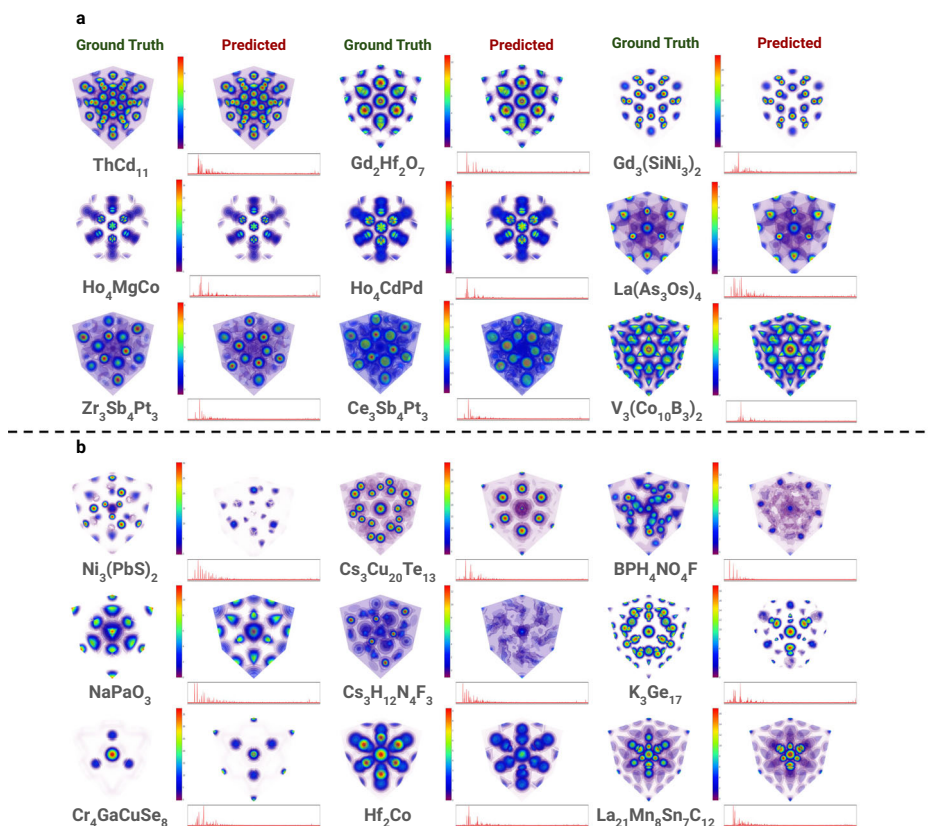 a
Ground Truth Predicted Ground Truth Predicted Ground Truth Predicted
ThCd₁₁ Gd₂Hf₂O₇ Gd₃(SiNi₃)₂
Ho₄MgCo Ho₄CdPd La(As₃Os)₄
Zr₃Sb₄Pt₃ Ce₃Sb₄Pt₃ V₃(Co₁₀B₃)₂
b
Ni₃(PbS)₂ Cs₃Cu₂₀Te₁₃ BPH₄NO₄F
NaPaO₃ Cs₃H₁₂N₄F₃ K₃Ge₁₇
Cr₄GaCuSe₈ Hf₂Co La₂₁Mn₈Sn₇C₁₂